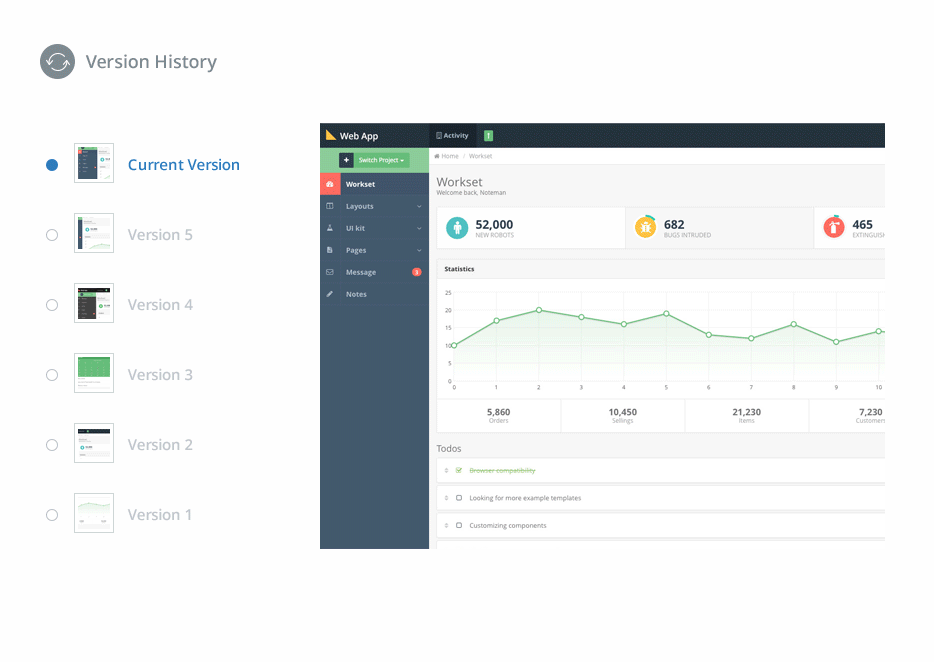 Version History
Current Version
Version 5
Version 4
Version 3
Version 2
Version 1
Web App
Activity
1
Switch Project
Home / Workset
Workset
Layouts
UI kit
Pages
Message
3
Notes
Workset
Welcome back, Noteman
52,000
NEW ROBOTS
682
BUGS INTRUDED
465
EXTINGUISH
Statistics
25
20
15
10
5
0
0 1 2 3 4 5 6 7 8 9 10
5,860
Orders
10,450
Sellings
21,230
Items
7,230
Customers
Todos
Browser compatibility
Looking for more example templates
Customizing components